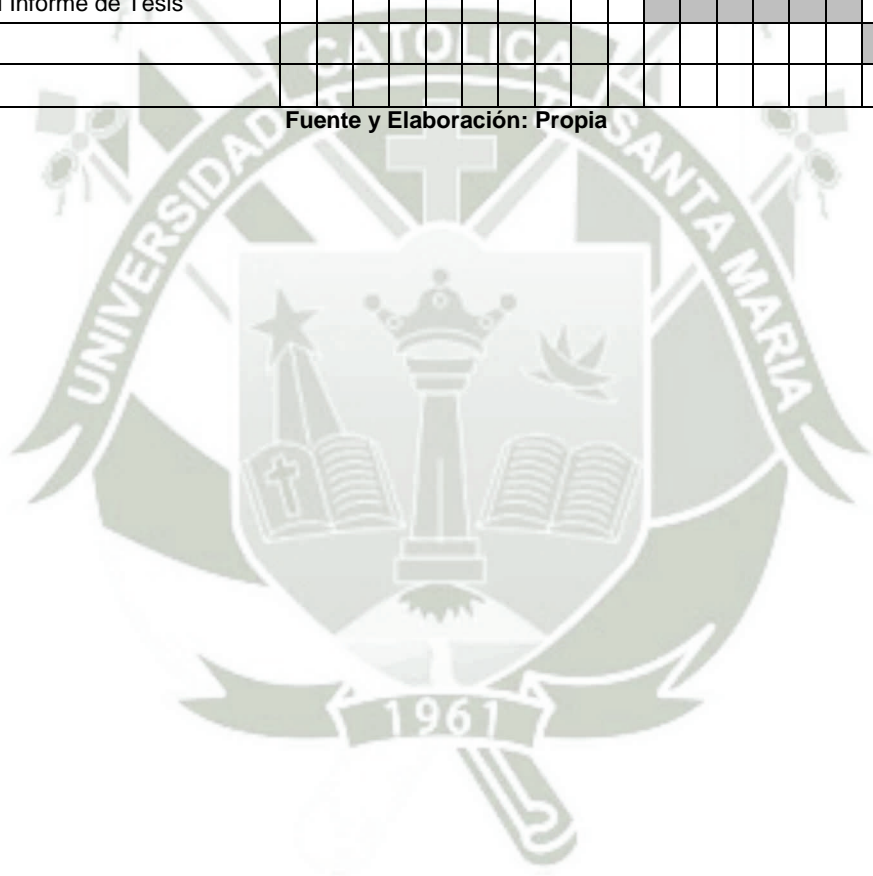 Informe de Tesis
Fuente y Elaboración: Propia
UNIVERSIDAD CATOLICA SANTA MARIA
1961